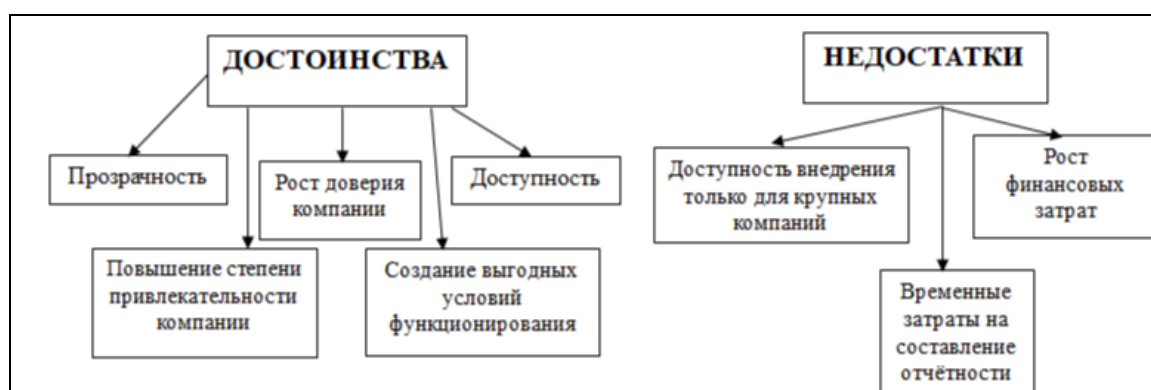 ДОСТОИНСТВА
Прозрачность
Рост доверия
компании
Доступность
Повышение степени
привлекательности
компании
Создание выгодных
условий
функционирования
НЕДОСТАТКИ
Доступность внедрения
только для крупных
компаний
Рост
финансовых
затрат
Временные
затраты на
составление
отчётности